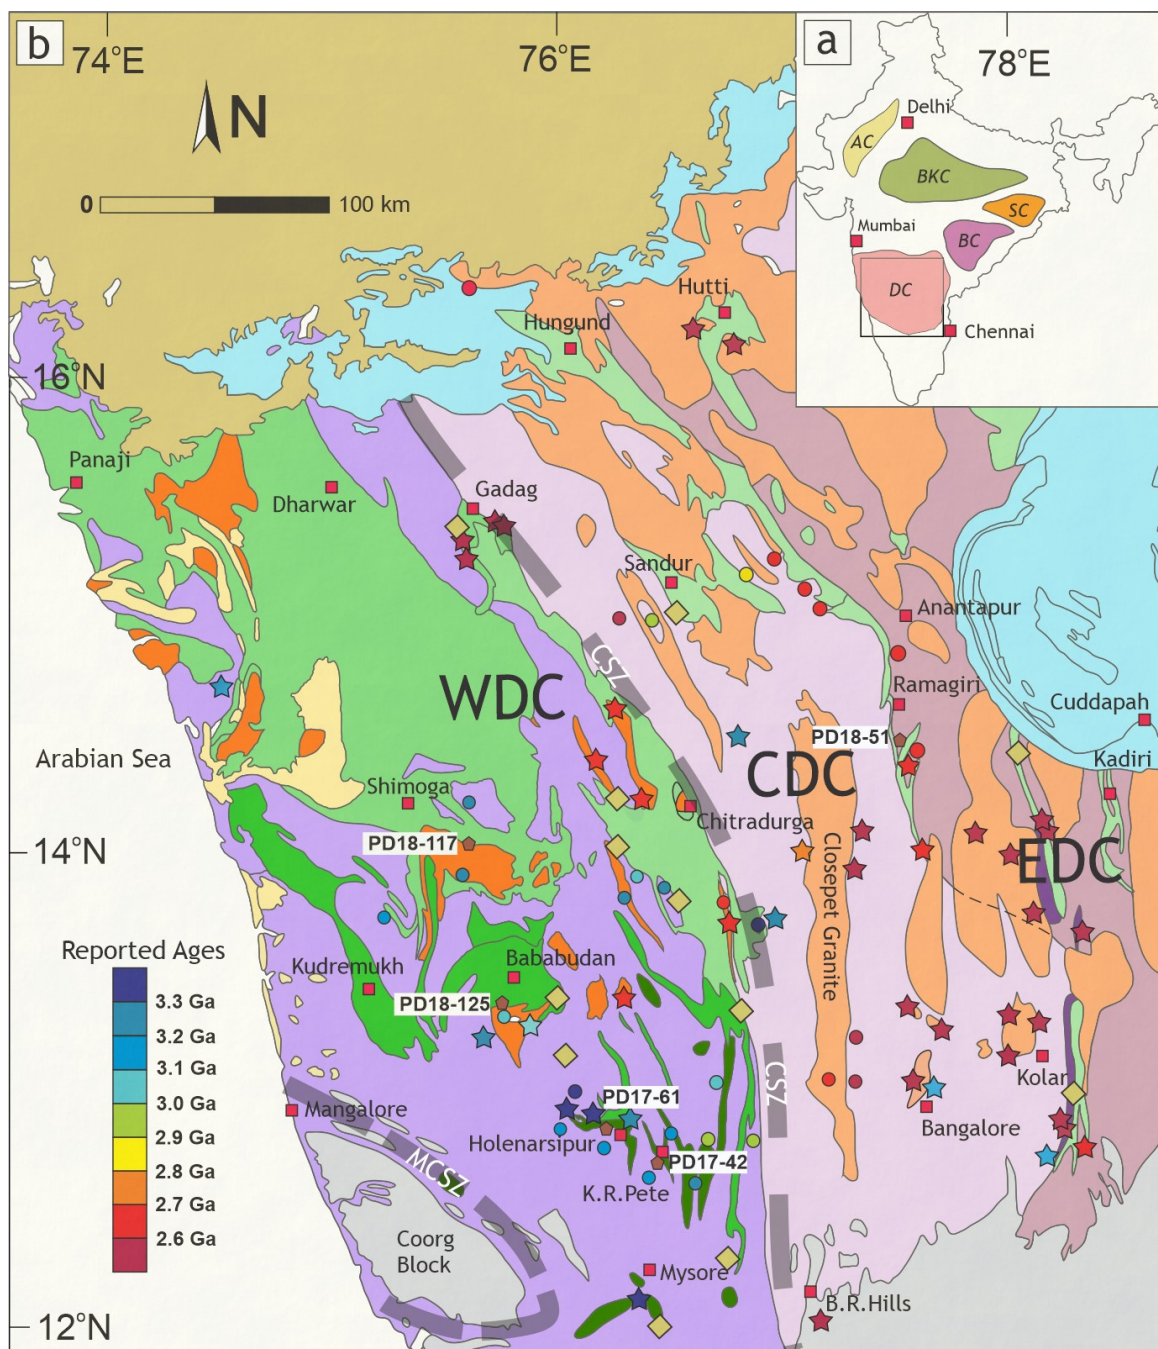 b
74°E
76°E
a
78°E
N
0
100 km
Delhi
AC
BKC
SC
Mumbai
BC
DC
Chennai
Hutti
Hungund
16°N
Panaji
Dharwar
Gadag
Sandur
Anantapur
CSZ
WDC
Ramagiri
Cuddapah
PD18-51
Arabian Sea
Kadiri
CDC
Shimoga
Chitradurga
PD18-117
14°N
EDC
Closepet Granite
Reported Ages
Kudremukh
Bababudan
PD18-125
3.3 Ga
3.2 Ga
3.1 Ga
3.0 Ga
2.9 Ga
2.8 Ga
2.7 Ga
2.6 Ga
CSZ
Kolar
PD17-61
Mangalore
Bangalore
Holenarsipur
MCSZ
PD17-42
K.R.Pete
Coorg
Block
Mysore
B.R.Hills
12°N